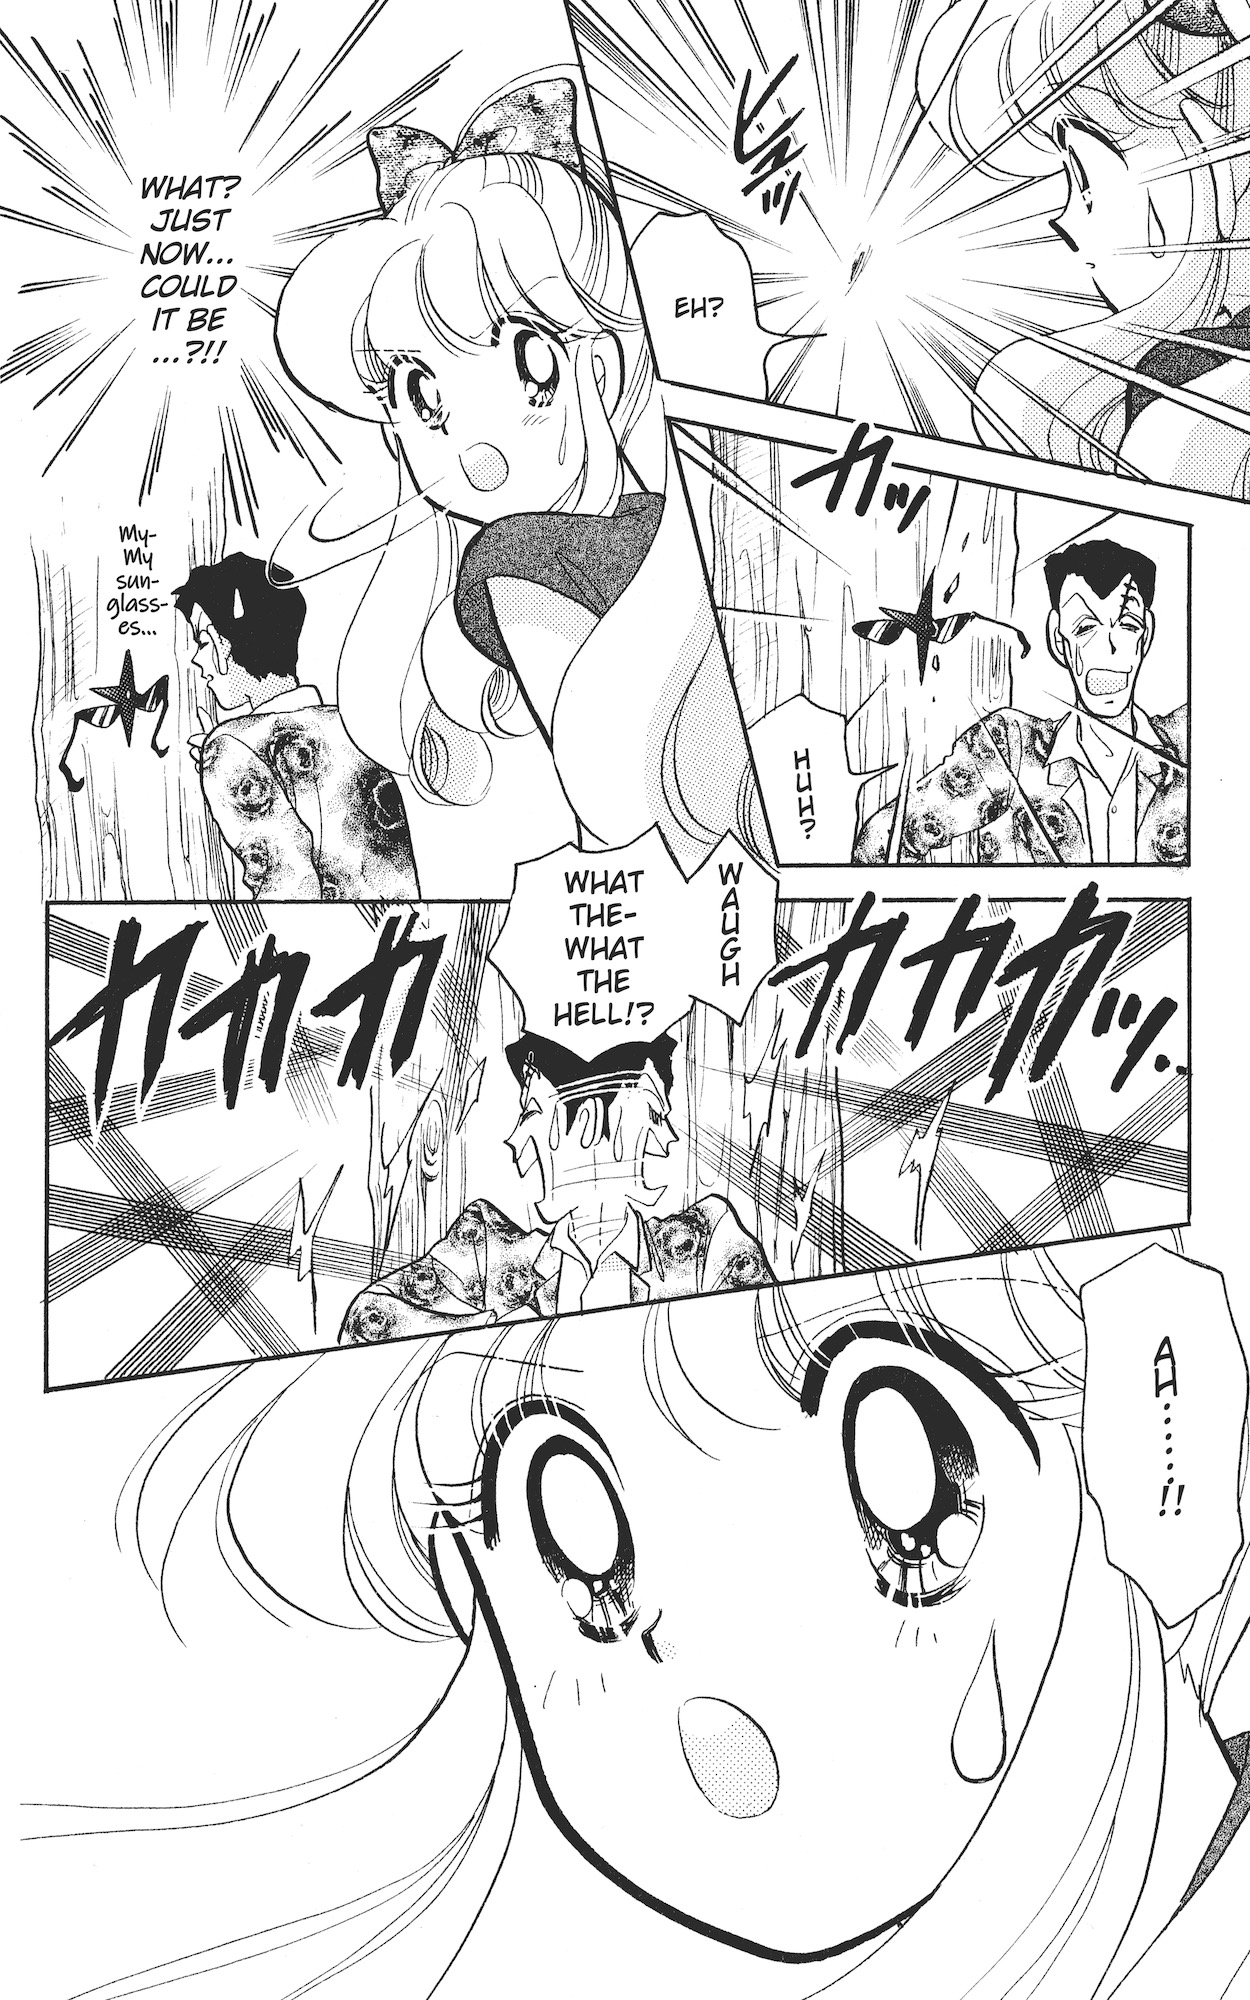 ビシッ
EH?
カッ
HUH?
WHAT?
JUST
NOW...
COULD
IT BE
...?!!
My-
My
sun-
glass-
es...
カカカッ..
WAUGH
WHAT
THE-
WHAT
THE
HELL!?
カカカ
AH......!!